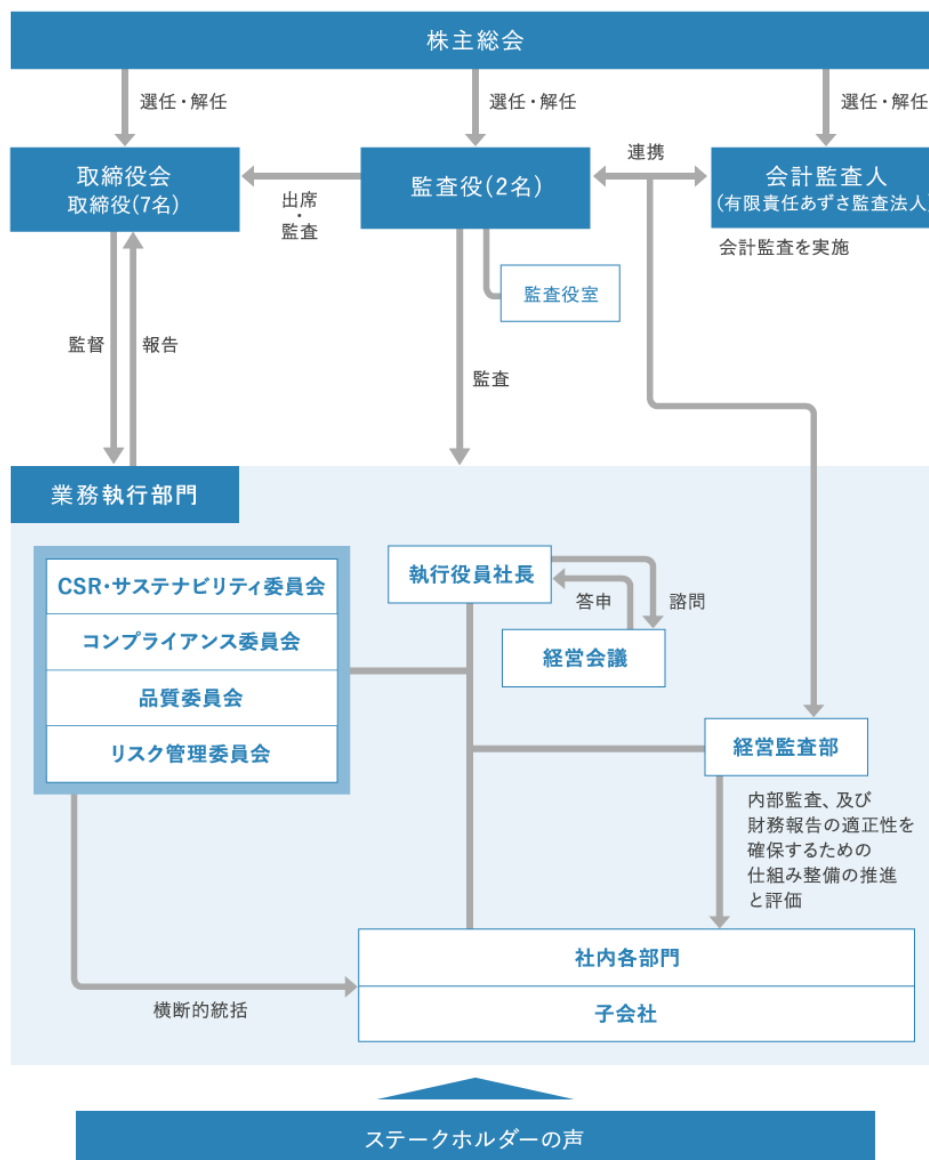 株主総会
選任・解任
選任・解任
選任・解任
取締役会
取締役(7名)
出席
・
監査
監査役(2名)
連携
会計監査人
(有限責任あずさ監査法人)
会計監査を実施
監査役室
監督
報告
監査
業務執行部門
CSR・サステナビリティ委員会
コンプライアンス委員会
品質委員会
リスク管理委員会
執行役員社長
答申
諮問
経営会議
経営監査部
内部監査、及び
財務報告の適正性を
確保するための
仕組み整備の推進
と評価
社内各部門
子会社
横断的統括
ステークホルダーの声